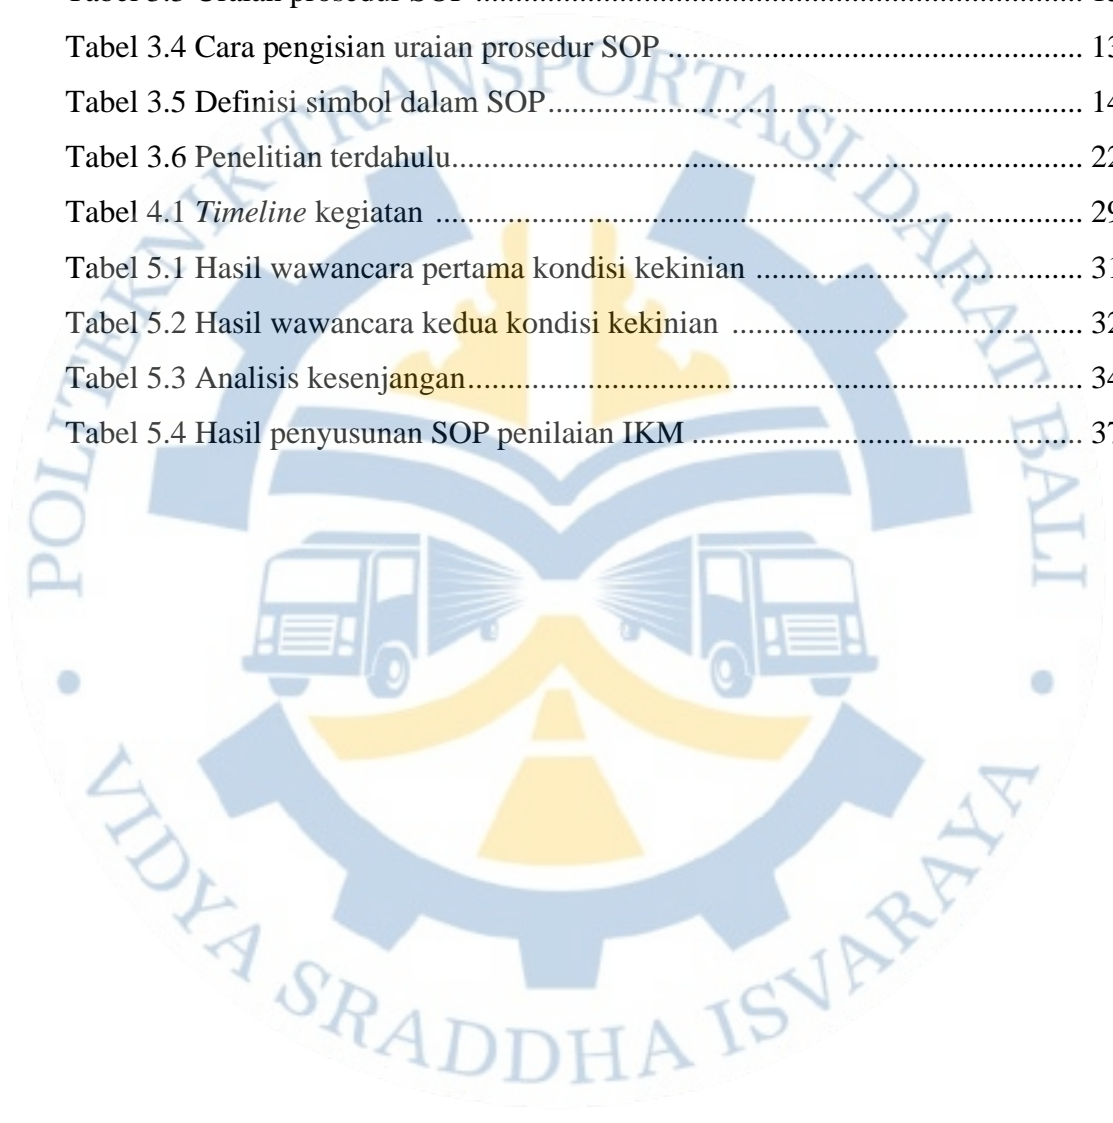 Tabel 3.4 Cara pengisian uraian prosedur SOP ........................................................ 13
Tabel 3.5 Definisi simbol dalam SOP........................................................................ 14
Tabel 3.6 Penelitian terdahulu.................................................................................... 22
Tabel 4.1 Timeline kegiatan ...................................................................................... 29
Tabel 5.1 Hasil wawancara pertama kondisi kekinian ............................................ 31
Tabel 5.2 Hasil wawancara kedua kondisi kekinian ............................................... 32
Tabel 5.3 Analisis kesenjangan.................................................................................. 34
Tabel 5.4 Hasil penyusunan SOP penilaian IKM .................................................... 37
POLITEKNIK TRANSPORTASI DARAT BALI
VIDYA SRADDHA ISVARAYA